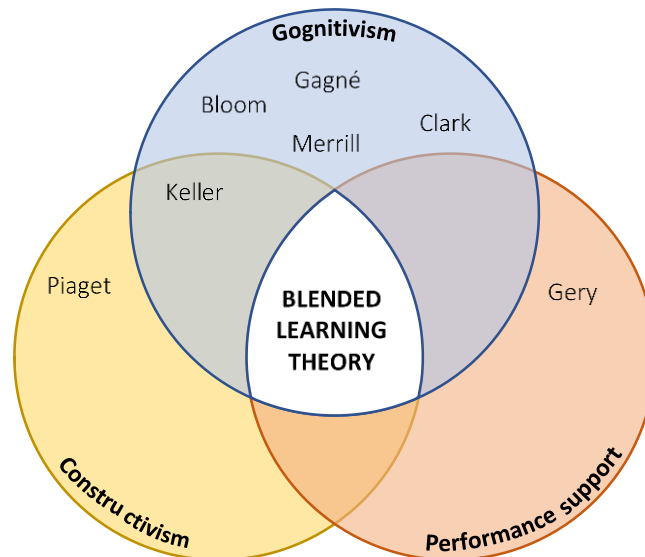 Gognitivism
Gagné
Bloom
Clark
Merrill
Keller
Piaget
Gery
BLENDED
LEARNING
THEORY
Constru ctivism
Performance support